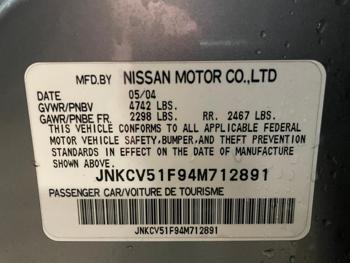 MFD.BY NISSAN MOTOR CO.,LTD
DATE 05/04
GVWR/PNBV 4742 LBS.
GAWR/PNBE FR. 2298 LBS. RR. 2467 LBS.
THIS VEHICLE CONFORMS TO ALL APPLICABLE FEDERAL
MOTOR VEHICLE SAFETY,BUMPER,AND THEFT PREVENTION
STANDARDS IN EFFECT ON THE DATE OF MANUFACTURE
SHOWN ABOVE.
JNKCV51F94M712891
PASSENGER CAR/VOITURE DE TOURISME
JNKCV51F94M712891